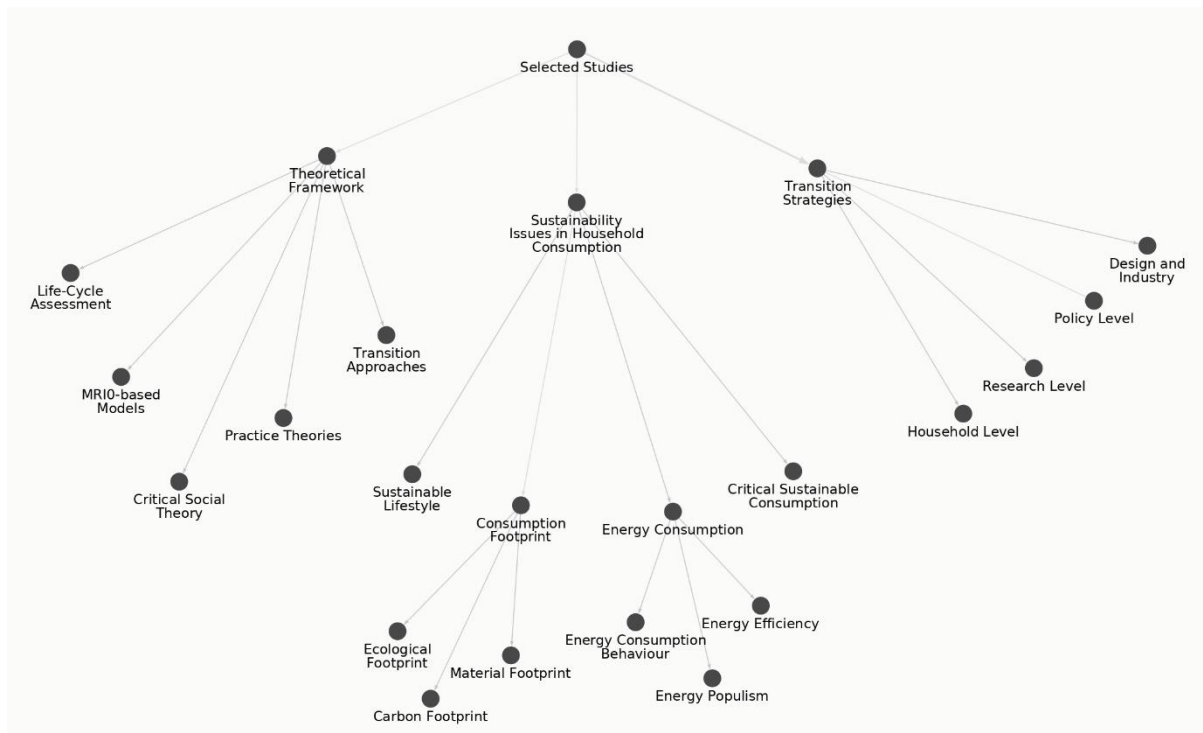 Selected Studies
Theoretical
Framework
Transition
Strategies
Sustainability
Issues in Household
Consumption
Design and
Industry
Life-Cycle
Assessment
Policy Level
Transition
Approaches
MRI0-based
Models
Research Level
Practice Theories
Household Level
Critical Social
Theory
Sustainable
Lifestyle
Critical Sustainable
Consumption
Consumption
Footprint
Energy Consumption
Energy Efficiency
Energy Consumption
Behaviour
Ecological
Footprint
Material Footprint
Energy Populism
Carbon Footprint